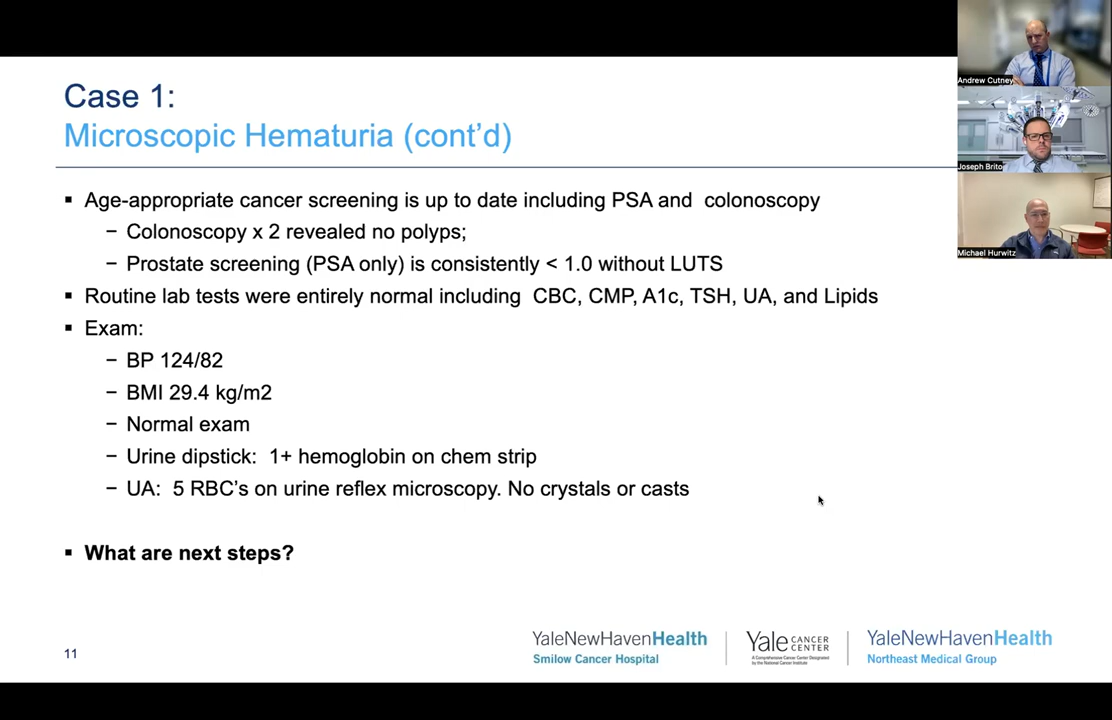 Case 1:
Microscopic Hematuria (cont'd)
▪ Age-appropriate cancer screening is up to date including PSA and colonoscopy
− Colonoscopy x 2 revealed no polyps;
− Prostate screening (PSA only) is consistently < 1.0 without LUTS
▪ Routine lab tests were entirely normal including CBC, CMP, A1c, TSH, UA, and Lipids
▪ Exam:
− BP 124/82
− BMI 29.4 kg/m2
− Normal exam
− Urine dipstick: 1+ hemoglobin on chem strip
− UA: 5 RBC's on urine reflex microscopy. No crystals or casts
▪ What are next steps?
11
YaleNewHavenHealth
Smilow Cancer Hospital
Yale CANCER CENTER
A Comprehensive Cancer Center Designated
by the National Cancer Institute
YaleNewHavenHealth
Northeast Medical Group
Andrew Cutney
Joseph Brito
Michael Hurwitz